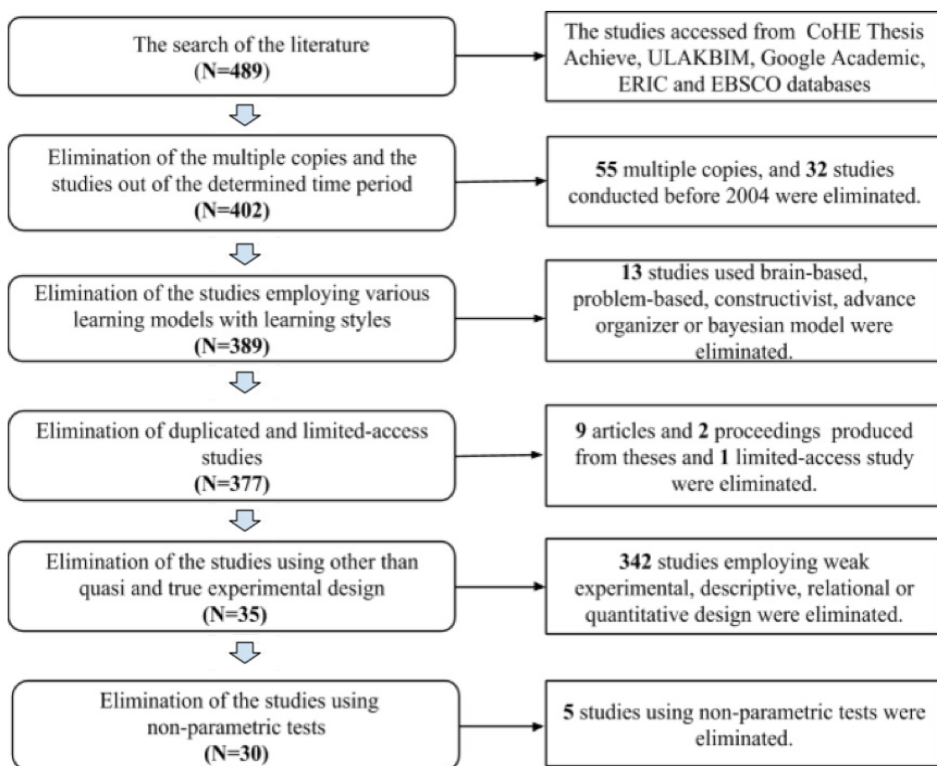 The search of the literature
(N=489)
The studies accessed from CoHE Thesis
Achieve, ULAKBIM, Google Academic,
ERIC and EBSCO databases
Elimination of the multiple copies and the
studies out of the determined time period
(N=402)
55 multiple copies, and 32 studies
conducted before 2004 were eliminated.
Elimination of the studies employing various
learning models with learning styles
(N=389)
13 studies used brain-based,
problem-based, constructivist, advance
organizer or bayesian model were
eliminated.
Elimination of duplicated and limited-access
studies
(N=377)
9 articles and 2 proceedings produced
from theses and 1 limited-access study
were eliminated.
Elimination of the studies using other than
quasi and true experimental design
(N=35)
342 studies employing weak
experimental, descriptive, relational or
quantitative design were eliminated.
Elimination of the studies using
non-parametric tests
(N=30)
5 studies using non-parametric tests were
eliminated.